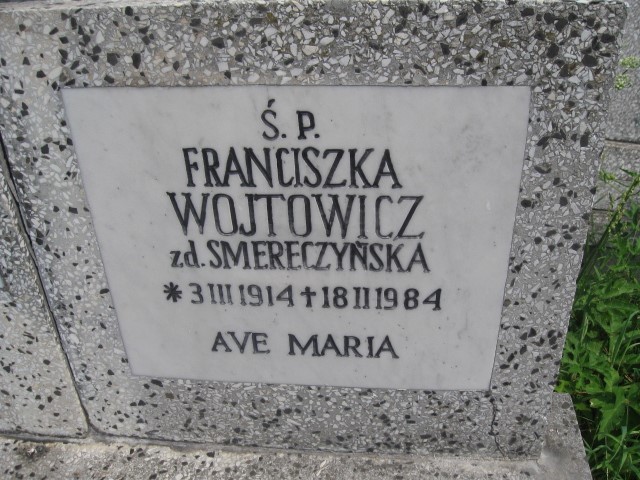 Ś. P.
FRANCISZKA
WOJTOWICZ
zd. SMERECZYŃSKA
* 3 III 1914 † 18 II 1984
AVE MARIA